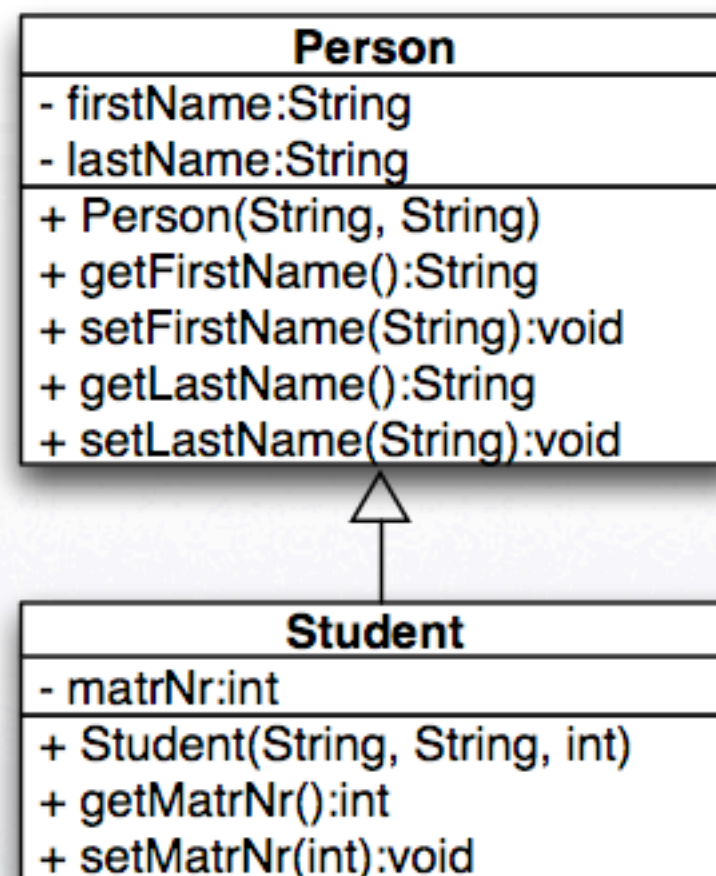 Person
- firstName:String
- lastName:String
+ Person(String, String)
+ getFirstName():String
+ setFirstName(String):void
+ getLastName():String
+ setLastName(String):void
Student
- matrNr:int
+ Student(String, String, int)
+ getMatrNr():int
+ setMatrNr(int):void